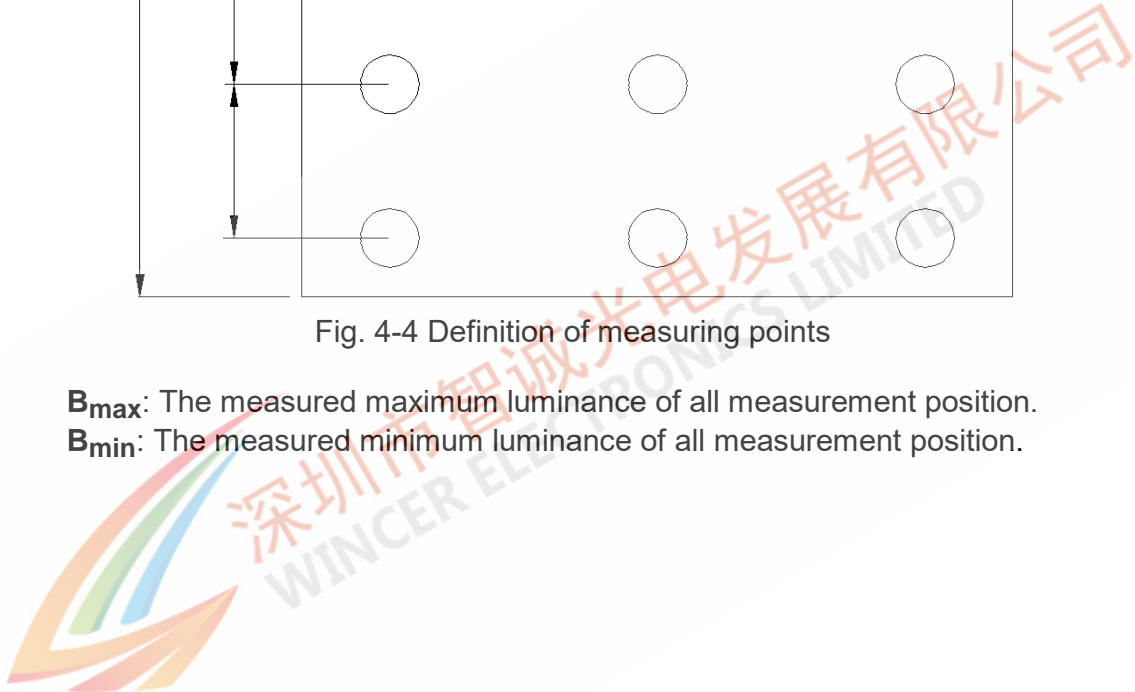 Fig. 4-4 Definition of measuring points
Bmax: The measured maximum luminance of all measurement position.
Bmin: The measured minimum luminance of all measurement position.
深圳市智诚光电发展有限公司
WINCER ELECTRONICS LIMITED